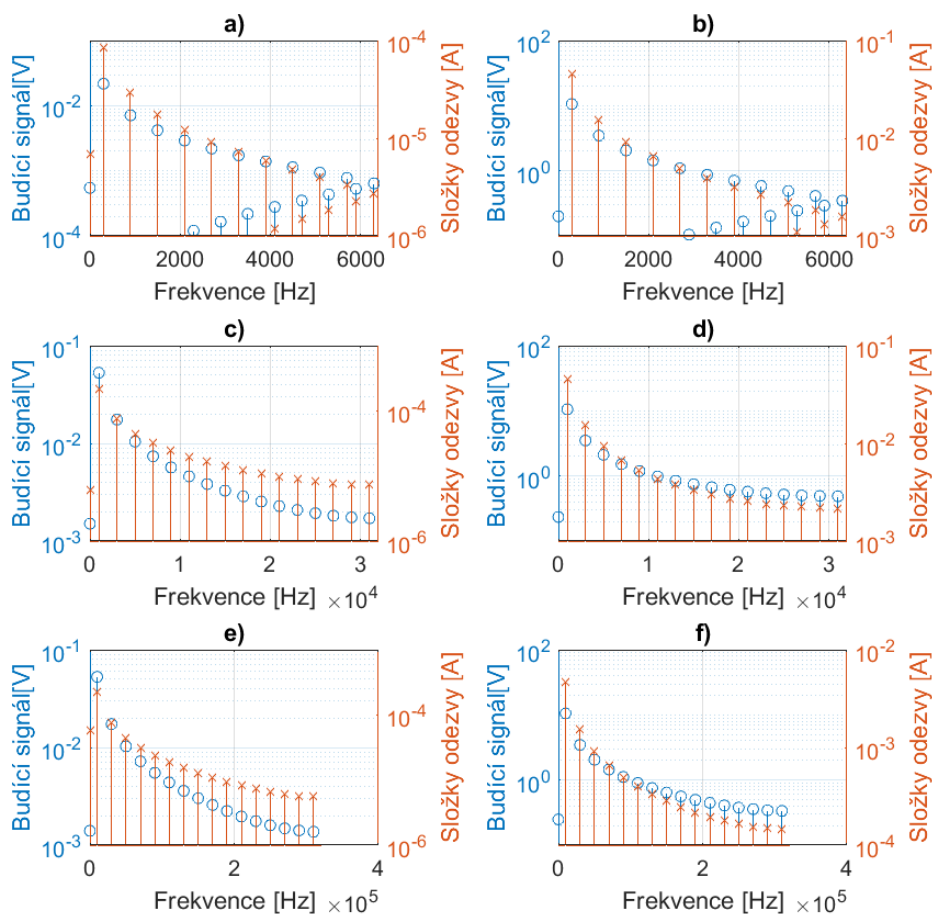 a)
10^-4
10^-2
10^-4
10^-5
10^-6
Budící signál[V]
Složky odezvy [A]
0 2000 4000 6000
Frekvence [Hz]
b)
10^2
10^0
10^-1
10^-2
10^-3
Budící signál[V]
Složky odezvy [A]
0 2000 4000 6000
Frekvence [Hz]
c)
10^-1
10^-2
10^-3
10^-4
10^-6
Budící signál[V]
Složky odezvy [A]
0 1 2 3
Frekvence [Hz] ×10^4
d)
10^2
10^0
10^-1
10^-2
10^-3
Budící signál[V]
Složky odezvy [A]
0 1 2 3
Frekvence [Hz] ×10^4
e)
10^-1
10^-2
10^-3
10^-4
10^-6
Budící signál[V]
Složky odezvy [A]
0 2 4
Frekvence [Hz] ×10^5
f)
10^2
10^0
10^-2
10^-3
10^-4
Budící signál[V]
Složky odezvy [A]
0 2 4
Frekvence [Hz] ×10^5